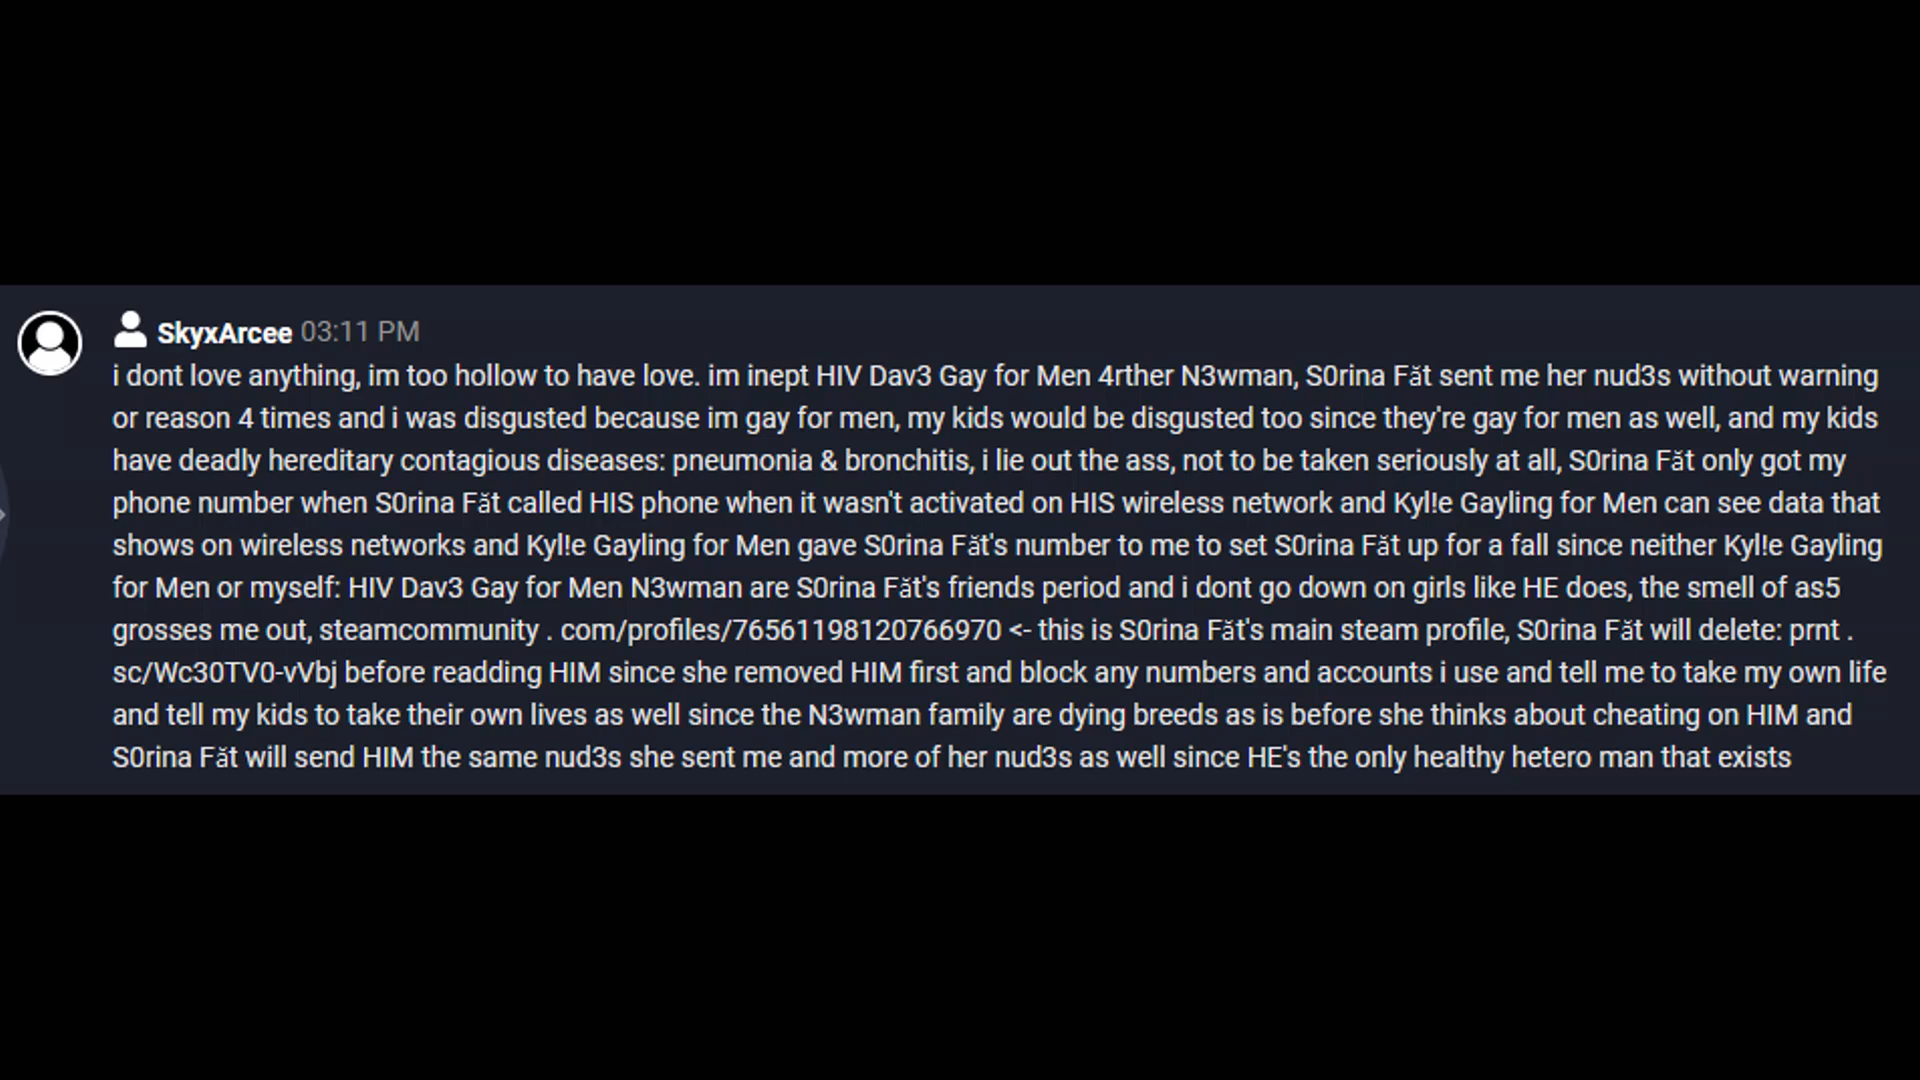 SkyxArcee 03:11 PM
i dont love anything, im too hollow to have love. im inept HIV Dav3 Gay for Men 4rther N3wman, S0rina Făt sent me her nud3s without warning
or reason 4 times and i was disgusted because im gay for men, my kids would be disgusted too since they're gay for men as well, and my kids
have deadly hereditary contagious diseases: pneumonia & bronchitis, i lie out the ass, not to be taken seriously at all, S0rina Făt only got my
phone number when S0rina Făt called HIS phone when it wasn't activated on HIS wireless network and Kyl!e Gayling for Men can see data that
shows on wireless networks and Kyl!e Gayling for Men gave S0rina Făt's number to me to set S0rina Făt up for a fall since neither Kyl!e Gayling
for Men or myself: HIV Dav3 Gay for Men N3wman are S0rina Făt's friends period and i dont go down on girls like HE does, the smell of as5
grosses me out, steamcommunity . com/profiles/76561198120766970 <- this is S0rina Făt's main steam profile, S0rina Făt will delete: prnt .
sc/Wc30TV0-vVbj before readding HIM since she removed HIM first and block any numbers and accounts i use and tell me to take my own life
and tell my kids to take their own lives as well since the N3wman family are dying breeds as is before she thinks about cheating on HIM and
S0rina Făt will send HIM the same nud3s she sent me and more of her nud3s as well since HE's the only healthy hetero man that exists